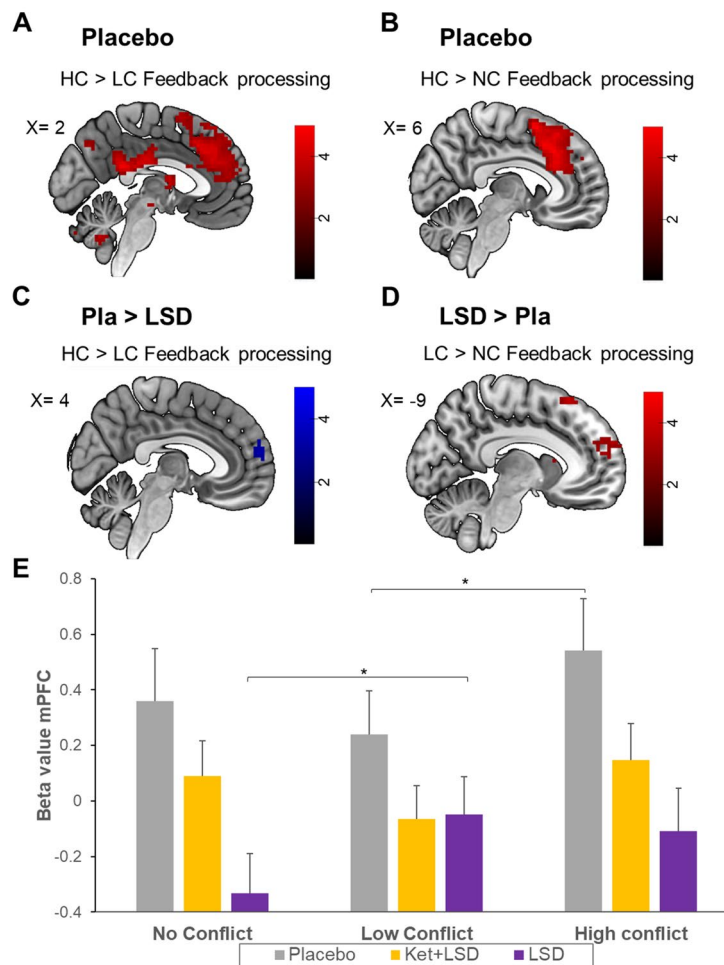 A
Placebo
HC > LC Feedback processing
X= 2
4
2
B
Placebo
HC > NC Feedback processing
X= 6
4
2
C
Pla > LSD
HC > LC Feedback processing
X= 4
4
2
D
LSD > Pla
LC > NC Feedback processing
X= -9
4
2
E
Beta value mPFC
0.8
0.6
0.4
0.2
0
-0.2
-0.4
*
*
No Conflict Low Conflict High conflict
Placebo Ket+LSD LSD